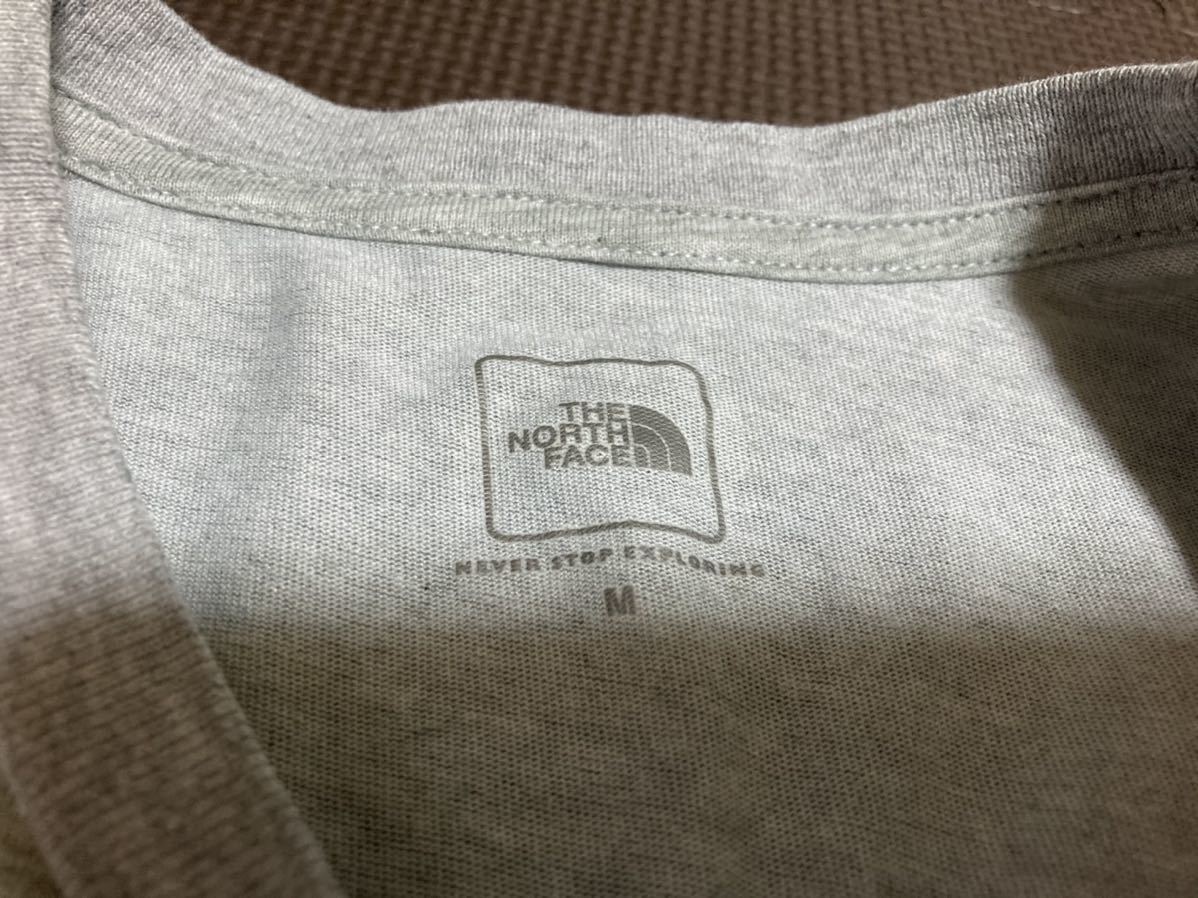 THE
NORTH
FACE
NEVER STOP EXPLORING
M